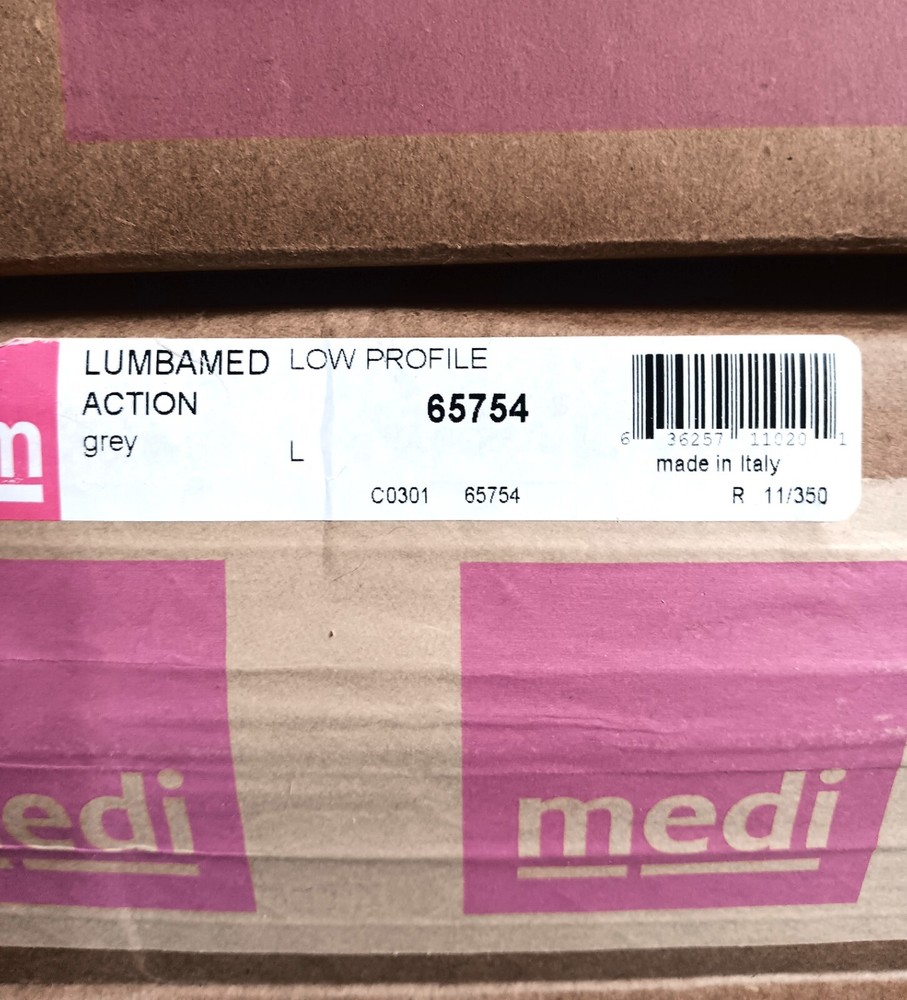 LUMBAMED LOW PROFILE
ACTION 65754
grey
L
6 36257 11020 1
made in Italy
C0301 65754 R 11/350
m
edi
medi